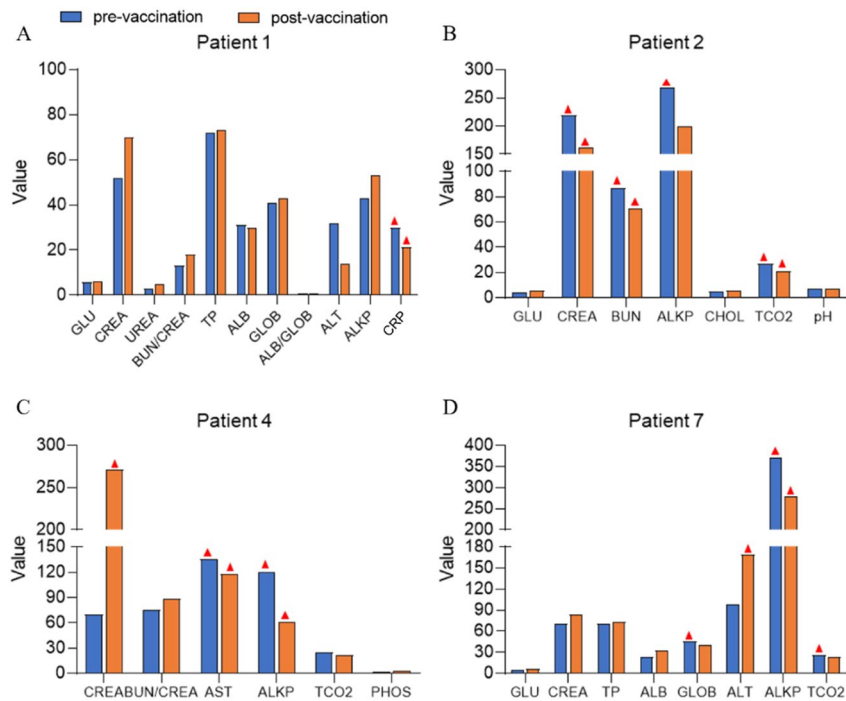 pre-vaccination post-vaccination
A
Patient 1
Value
100
80
60
40
20
0
GLU CREA UREA BUN/CREA TP ALB GLOB ALB/GLOB ALT ALKP CRP
B
Patient 2
Value
300
250
200
150
100
80
60
40
20
0
GLU CREA BUN ALKP CHOL TCO2 pH
C
Patient 4
Value
300
250
200
150
120
90
60
30
0
CREA BUN/CREA AST ALKP TCO2 PHOS
D
Patient 7
Value
400
350
300
250
200
180
150
120
90
60
30
0
GLU CREA TP ALB GLOB ALT ALKP TCO2